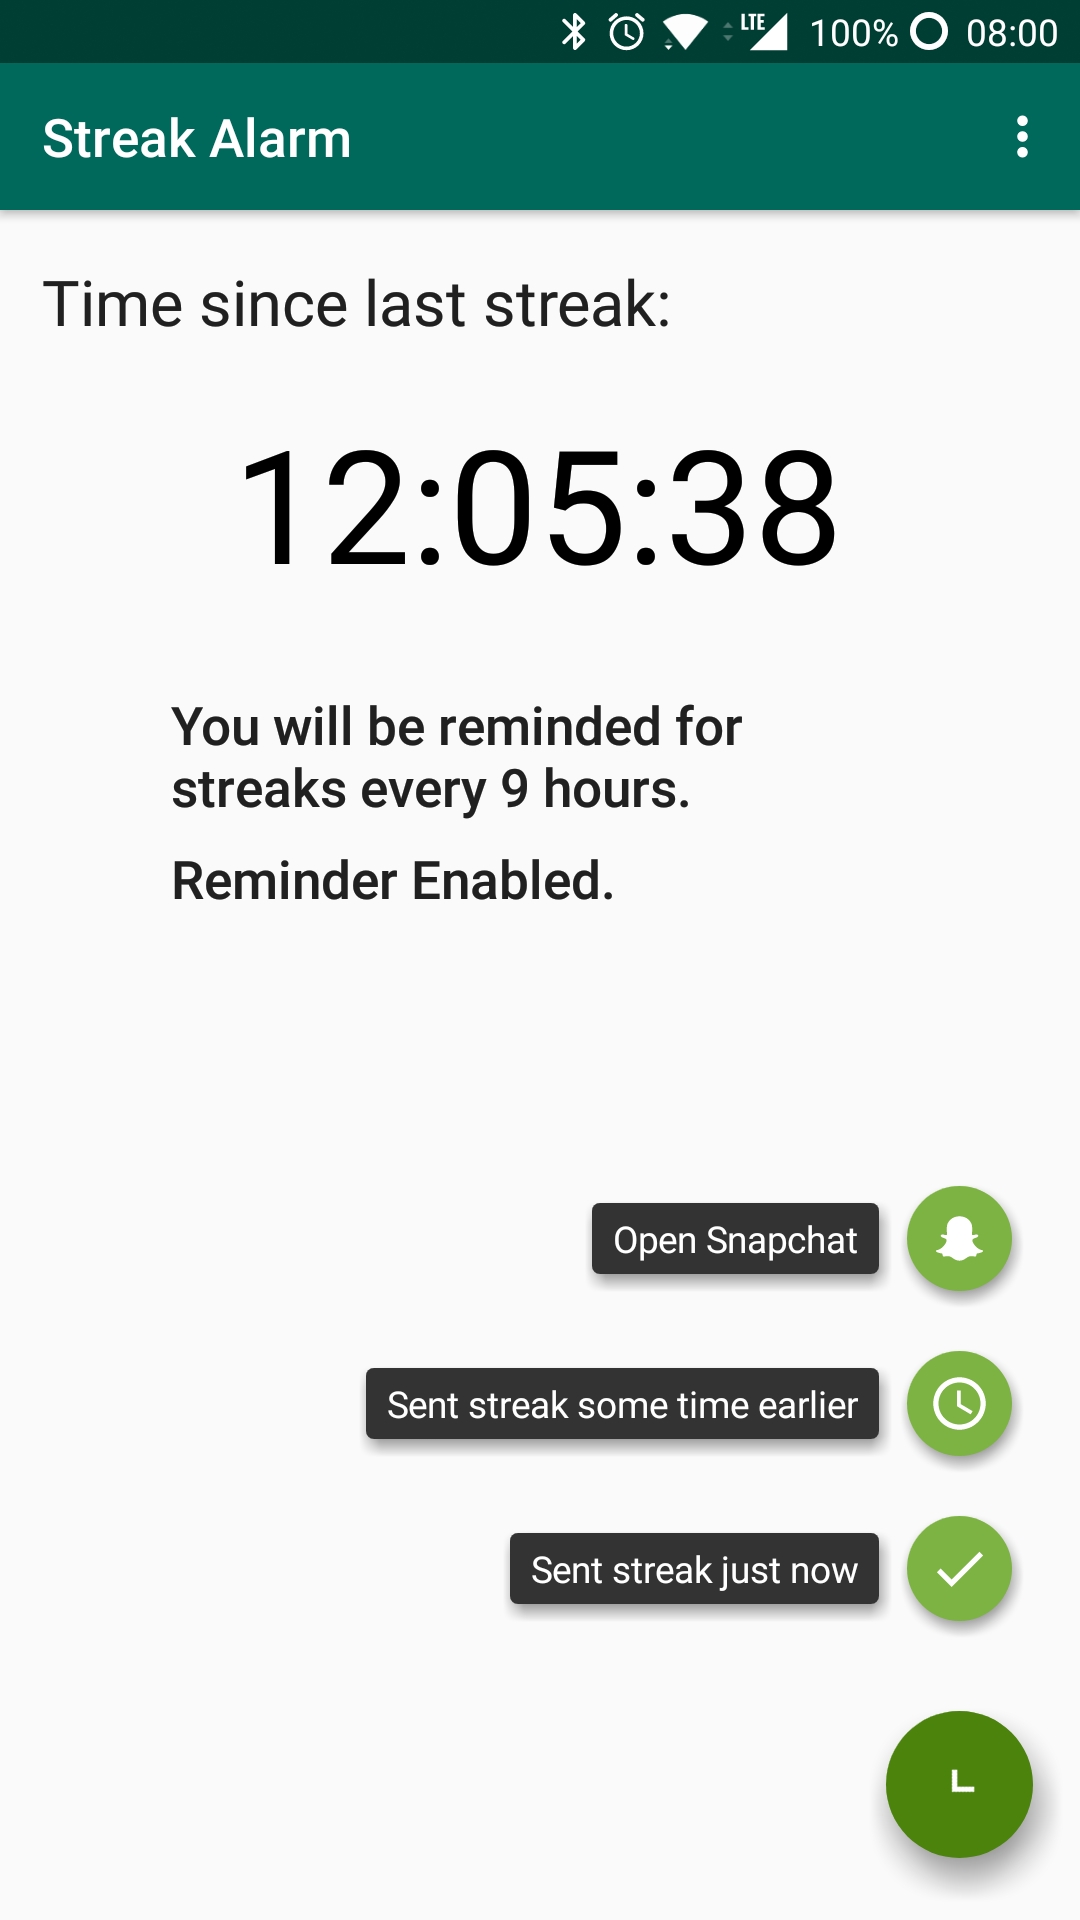 LTE 100% 08:00
Streak Alarm
Time since last streak:
12:05:38
You will be reminded for
streaks every 9 hours.
Reminder Enabled.
Open Snapchat
Sent streak some time earlier
Sent streak just now